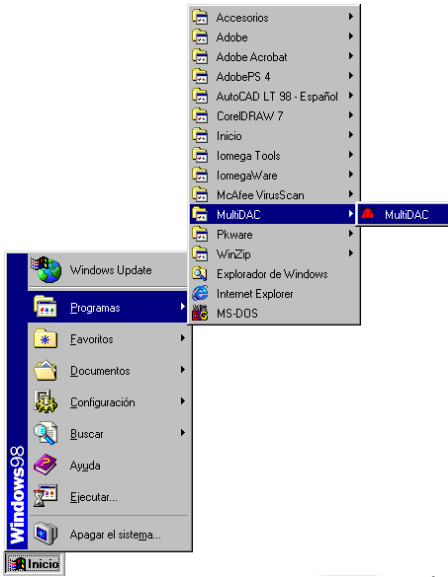 Accesorios
Adobe
Adobe Acrobat
AdobePS 4
AutoCAD LT 98 - Español
CorelDRAW 7
Inicio
Iomega Tools
IomegaWare
McAfee VirusScan
MultiDAC
MultiDAC
Pkware
WinZip
Explorador de Windows
Internet Explorer
MS-DOS
Windows Update
Programas
Favoritos
Documentos
Configuración
Buscar
Ayuda
Ejecutar...
Apagar el sistema...
Windows98
Inicio